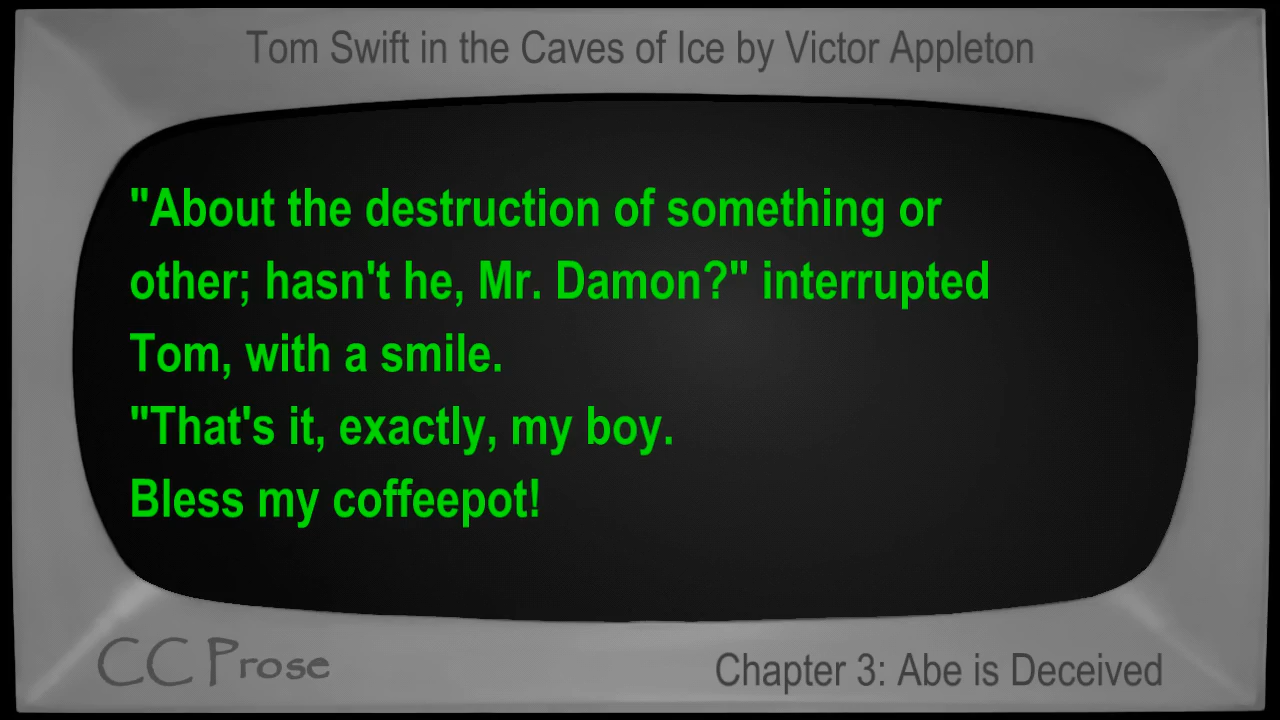 Tom Swift in the Caves of Ice by Victor Appleton
"About the destruction of something or
other; hasn't he, Mr. Damon?" interrupted
Tom, with a smile.
"That's it, exactly, my boy.
Bless my coffeepot!
CC Prose
Chapter 3: Abe is Deceived